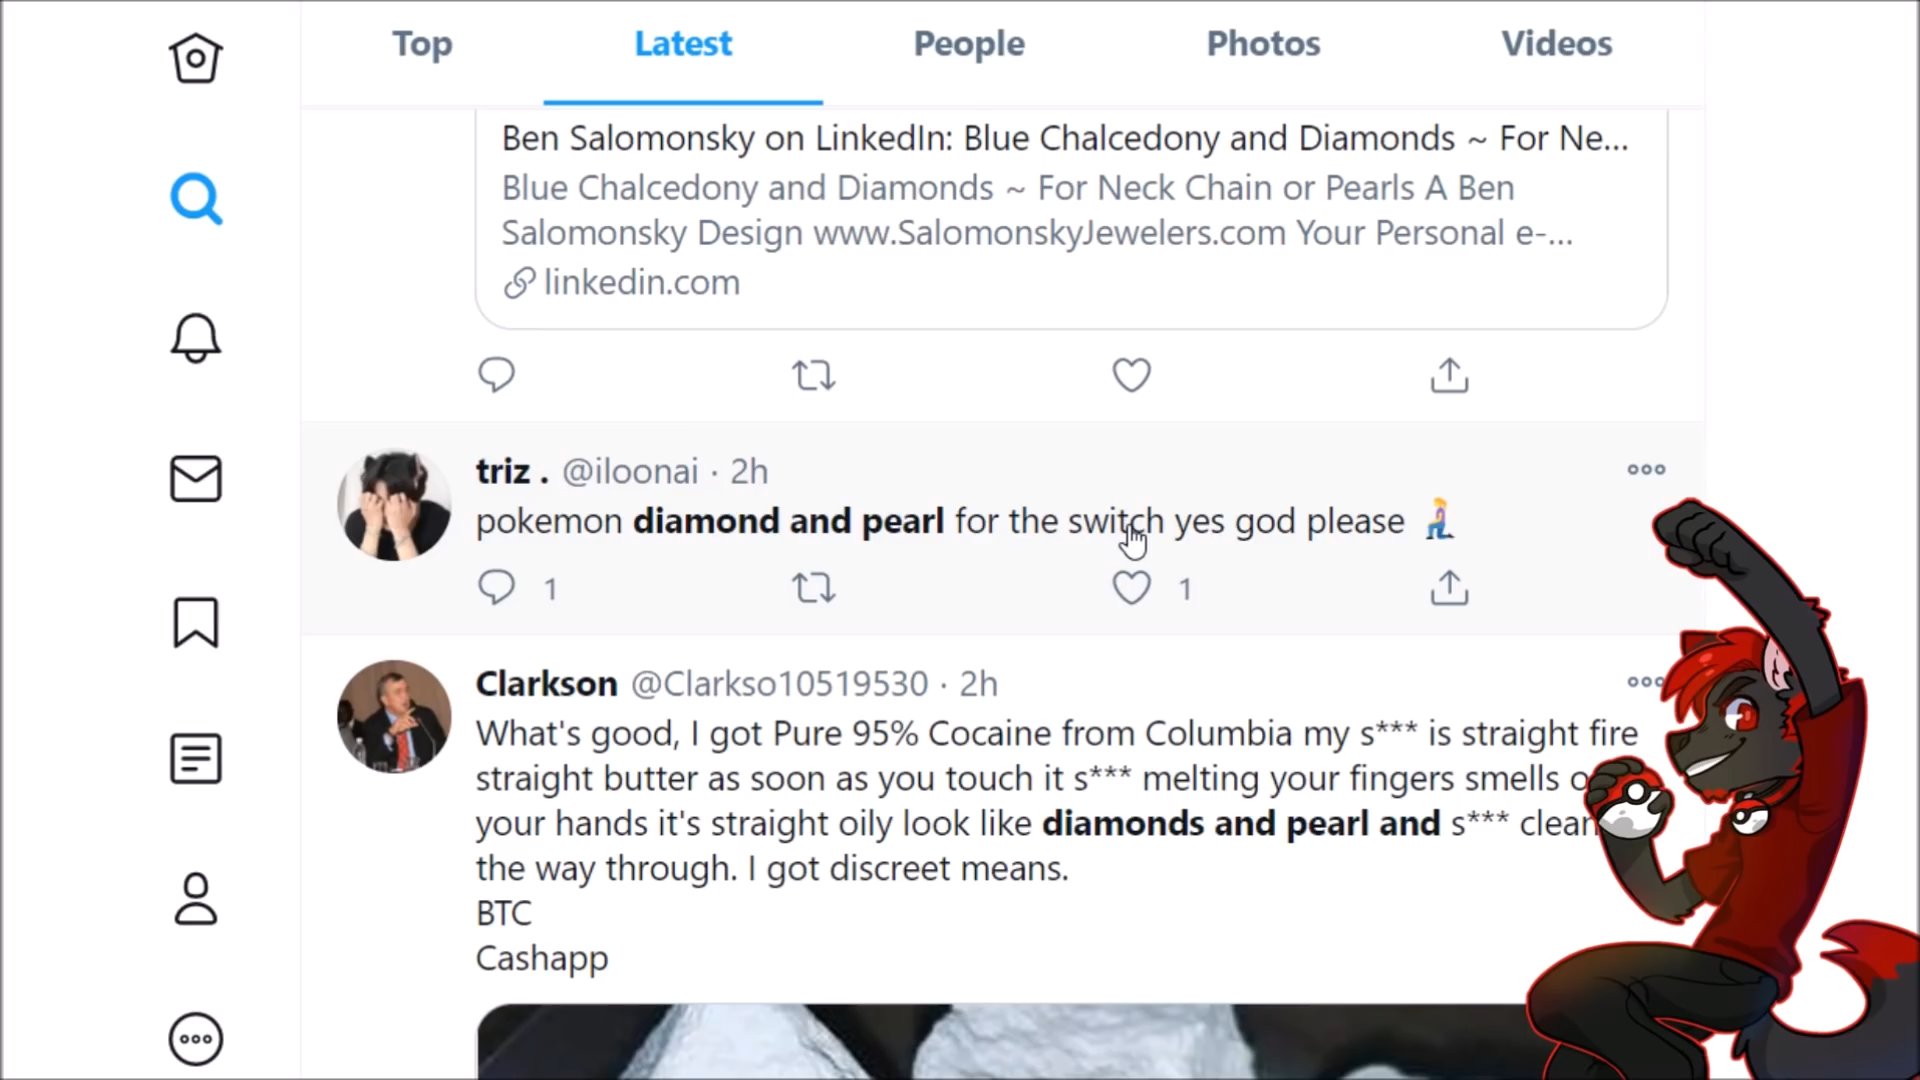 Top Latest People Photos Videos
Ben Salomonsky on LinkedIn: Blue Chalcedony and Diamonds ~ For Ne...
Blue Chalcedony and Diamonds ~ For Neck Chain or Pearls A Ben
Salomonsky Design www.SalomonskyJewelers.com Your Personal e-...
linkedin.com
triz . @iloonai · 2h
pokemon diamond and pearl for the switch yes god please
1 1
Clarkson @Clarkso10519530 · 2h
What's good, I got Pure 95% Cocaine from Columbia my s*** is straight fire
straight butter as soon as you touch it s*** melting your fingers smells
your hands it's straight oily look like diamonds and pearl and s*** clean
the way through. I got discreet means.
BTC
Cashapp